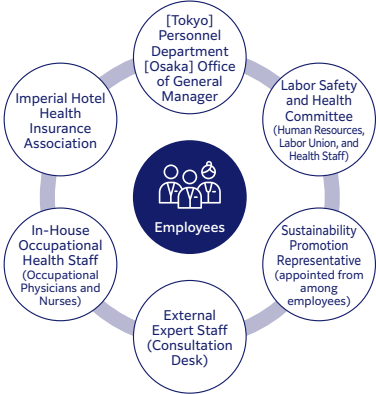 [Tokyo]
Personnel
Department
[Osaka] Office
of General
Manager
Imperial Hotel
Health
Insurance
Association
Labor Safety
and Health
Committee
(Human Resources,
Labor Union, and
Health Staff)
Employees
In-House
Occupational
Health Staff
(Occupational
Physicians and
Nurses)
Sustainability
Promotion
Representative
(appointed from
among
employees)
External
Expert Staff
(Consultation
Desk)